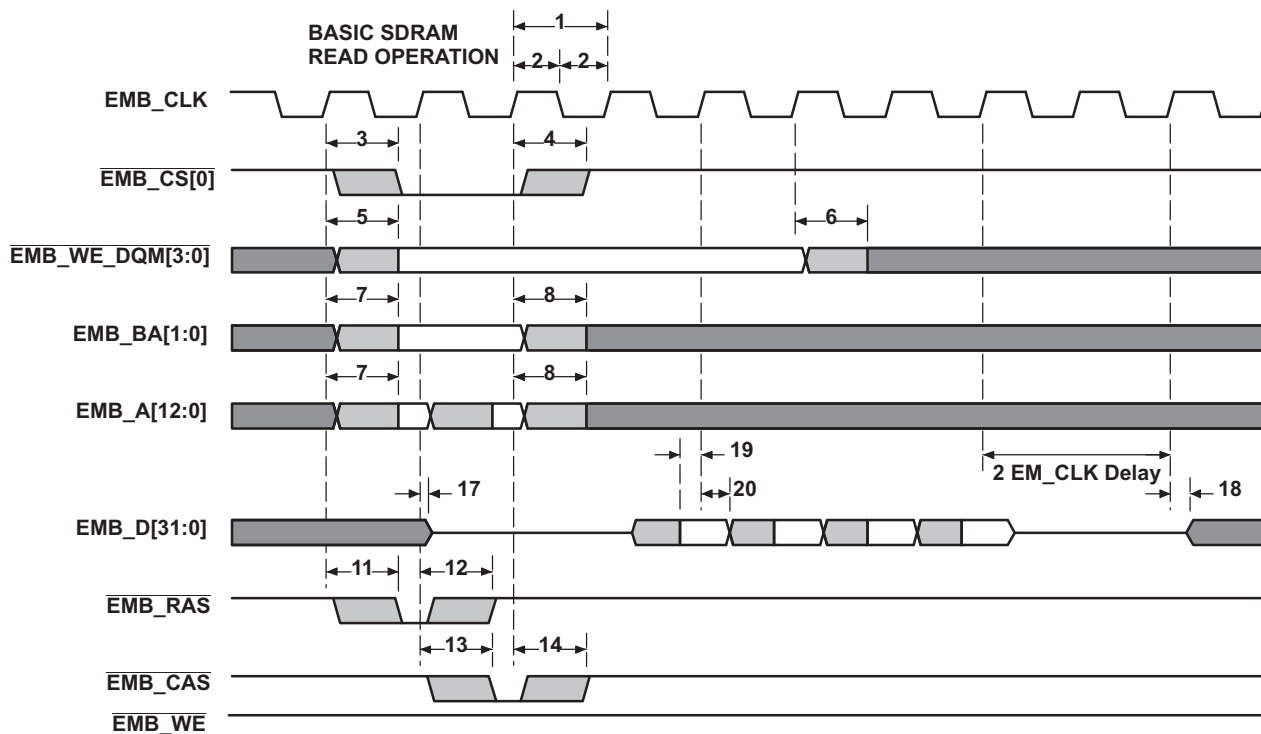 BASIC SDRAM
READ OPERATION
1
2 2
EMB_CLK
3 4
EMB_CS[0]
5 6
EMB_WE_DQM[3:0]
7 8
EMB_BA[1:0]
7 8
EMB_A[12:0]
19
2 EM_CLK Delay
17 20 18
EMB_D[31:0]
11 12
EMB_RAS
13 14
EMB_CAS
EMB_WE